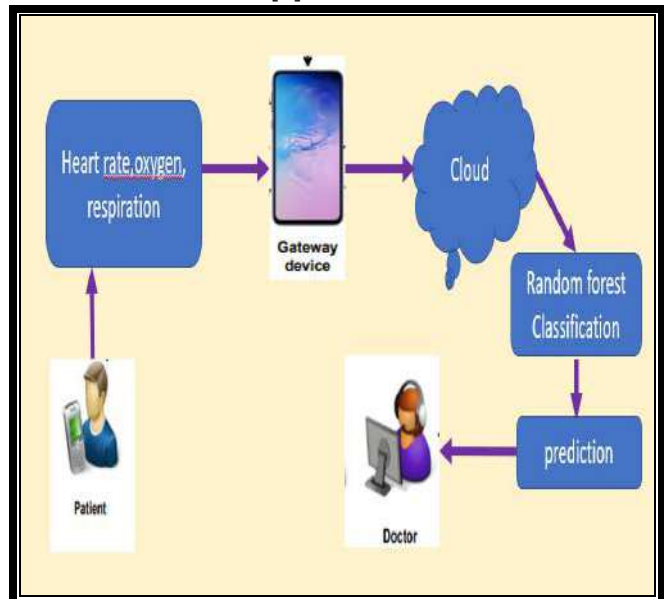 Heart rate,oxygen,
respiration
Gateway
device
Cloud
Random forest
Classification
prediction
Doctor
Patient